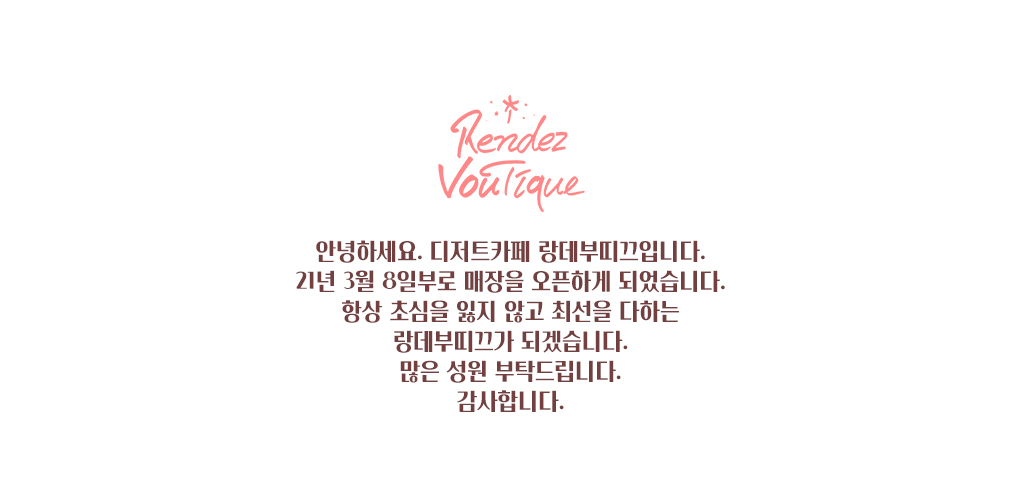 Rendez
Voutique
안녕하세요. 디저트카페 랑데부띠끄입니다.
21년 3월 8일부로 매장을 오픈하게 되었습니다.
항상 초심을 잃지 않고 최선을 다하는
랑데부띠끄가 되겠습니다.
많은 성원 부탁드립니다.
감사합니다.